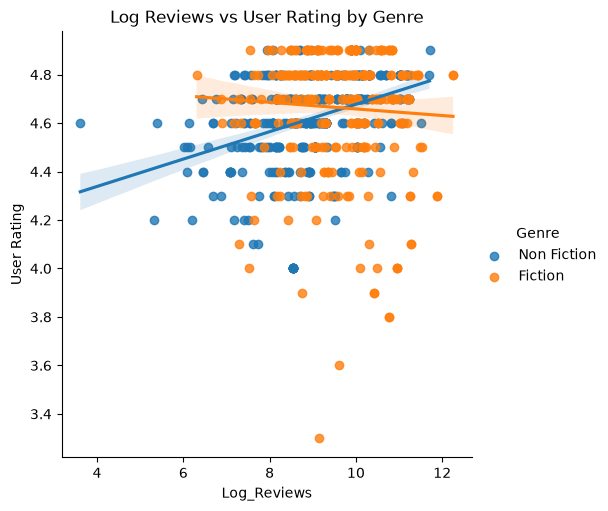 Log Reviews vs User Rating by Genre
4.8
4.6
4.4
4.2
4.0
3.8
3.6
3.4
User Rating
4
6
8
10
12
Log_Reviews
Genre
Non Fiction
Fiction